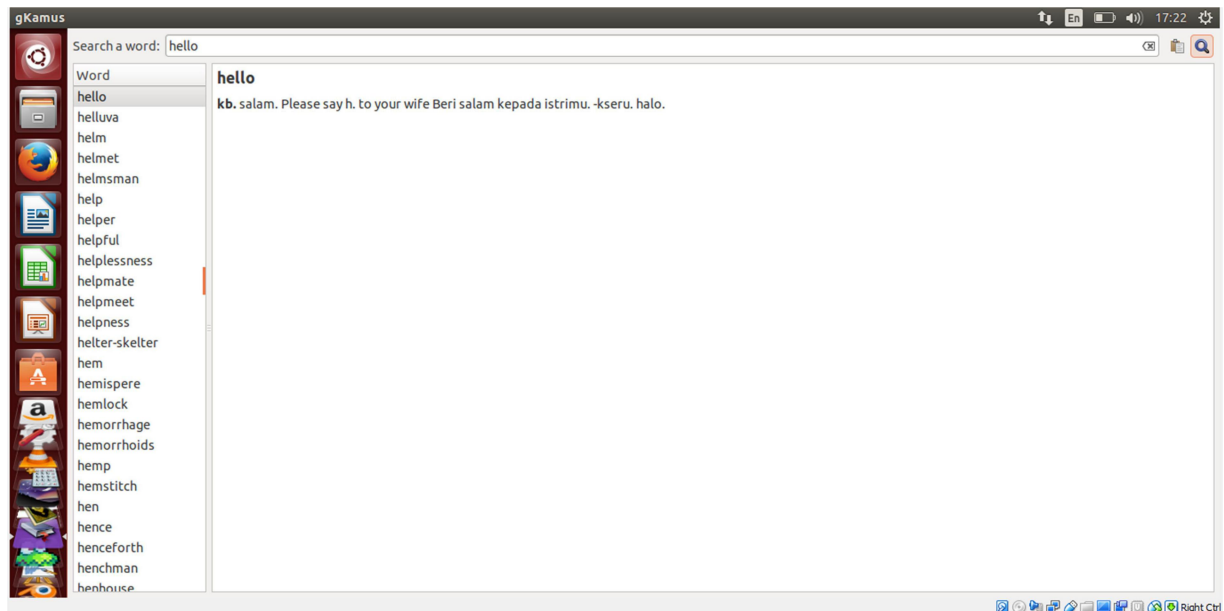 gKamus
En
17:22
Search a word: hello
Word
hello
helluva
helm
helmet
helmsman
help
helper
helpful
helplessness
helpmate
helpmeet
helpness
helter-skelter
hem
hemispere
hemlock
hemorrhage
hemorrhoids
hemp
hemstitch
hen
hence
henceforth
henchman
henhouse
hello
kb. salam. Please say h. to your wife Beri salam kepada istrimu. -kseru. halo.
Right Ctrl